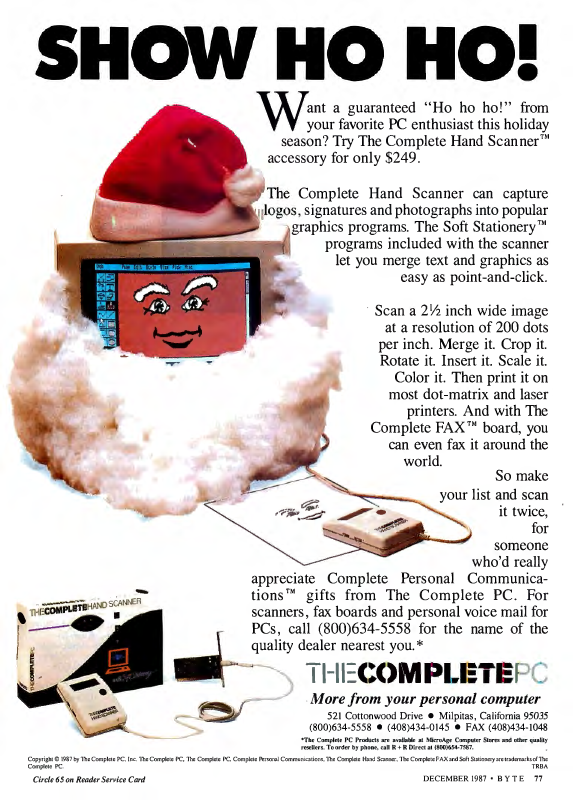 SHOW HO HO!
Want a guaranteed "Ho ho ho!" from
your favorite PC enthusiast this holiday
season? Try The Complete Hand Scanner™
accessory for only $249.
The Complete Hand Scanner can capture
logos, signatures and photographs into popular
graphics programs. The Soft Stationery™
programs included with the scanner
let you merge text and graphics as
easy as point-and-click.
Scan a 2½ inch wide image
at a resolution of 200 dots
per inch. Merge it. Crop it.
Rotate it. Insert it. Scale it.
Color it. Then print it on
most dot-matrix and laser
printers. And with The
Complete FAX™ board, you
can even fax it around the
world.
So make
your list and scan
it twice,
for
someone
who'd really
appreciate Complete Personal Communica-
tions™ gifts from The Complete PC. For
scanners, fax boards and personal voice mail for
PCs, call (800)634-5558 for the name of the
quality dealer nearest you.*
THE COMPLETE HAND SCANNER
THE COMPLETE PC
THE COMPLETE PC
More from your personal computer
521 Cottonwood Drive ● Milpitas, California 95035
(800)634-5558 ● (408)434-0145 ● FAX (408)434-1048
*The Complete PC Products are available at MicroAge Computer Stores and other quality
resellers. To order by phone, call R + R Direct at (800)654-7587.
Copyright © 1987 by The Complete PC, Inc. The Complete PC, The Complete PC, Complete Personal Communications, The Complete Hand Scanner, The Complete FAX and Soft Stationery are trademarks of The
Complete PC. TRBA
Circle 65 on Reader Service Card
DECEMBER 1987 • B Y T E 77